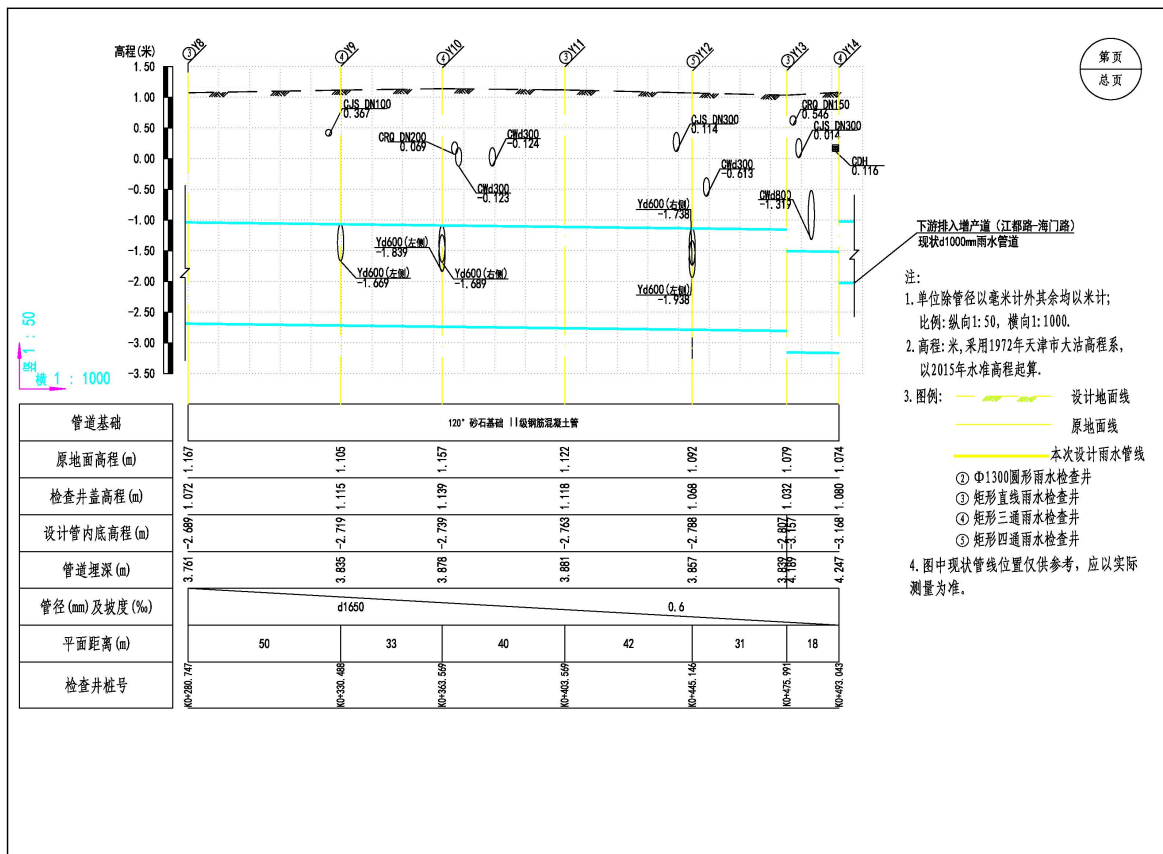 ③Y8
④Y9
④Y10
③Y11
⑤Y12
③Y13
④Y14
第页
总页
高程(米)
1.50
1.00
0.50
0.00
-0.50
-1.00
-1.50
-2.00
-2.50
-3.00
-3.50
CJS DN100
0.367
CRQ DN200
0.069
CWd300
-0.124
CWd300
-0.123
CJS DN300
0.114
CWd300
-0.613
CRQ DN150
0.546
CJS DN300
0.014
CDH
0.116
CWd800
-1.319
Yd600(左侧)
-1.669
Yd600(左侧)
-1.839
Yd600(右侧)
-1.689
Yd600(右侧)
-1.738
Yd600(左侧)
-1.938
下游排入增产道（江都路-海门路）
现状d1000mm雨水管道
竖 1 : 50
横 1 : 1000
注:
1.单位除管径以毫米计外其余均以米计;
比例:纵向1:50, 横向1:1000.
2.高程:米,采用1972年天津市大沽高程系,
以2015年水准高程起算.
3.图例:
设计地面线
原地面线
本次设计雨水管线
② Φ1300圆形雨水检查井
③ 矩形直线雨水检查井
④ 矩形三通雨水检查井
⑤ 矩形四通雨水检查井
4.图中现状管线位置仅供参考，应以实际
测量为准。
管道基础
120° 砂石基础 II级钢筋混凝土管
原地面高程(m)
1.167 1.105 1.157 1.122 1.092 1.079 1.074
检查井盖高程(m)
1.072 1.115 1.139 1.118 1.068 1.032 1.080
设计管内底高程(m)
-2.689 -2.719 -2.739 -2.763 -2.788 -2.807 -3.157 -3.168
管道埋深(m)
3.761 3.835 3.878 3.881 3.857 3.839 4.189 4.247
管径(mm)及坡度(‰)
d1650 0.6
平面距离(m)
50 33 40 42 31 18
检查井桩号
K0+280.747 K0+330.488 K0+363.569 K0+403.569 K0+445.146 K0+475.991 K0+493.043